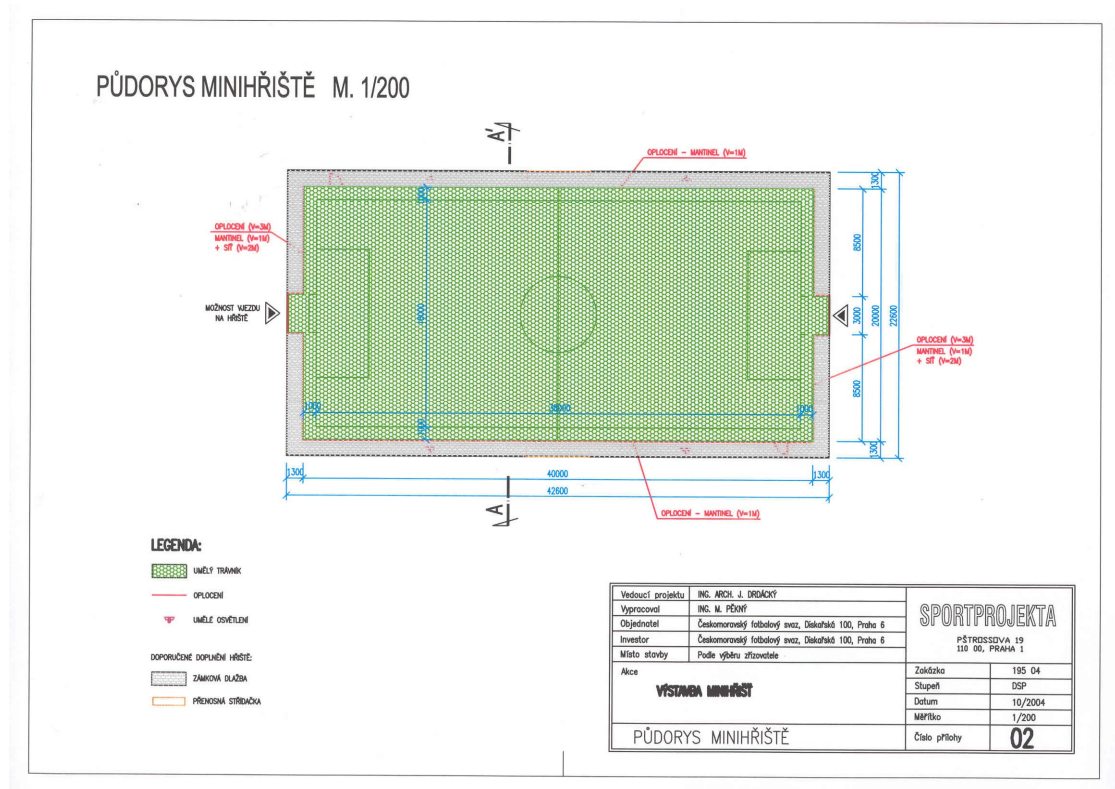 PŮDORYS MINIHŘIŠTĚ M. 1/200
A'
OPLOCENÍ – MANTINEL (V=1M)
1300
1000
OPLOCENÍ (V=3M)
MANTINEL (V=1M)
+ SÍŤ (V=2M)
8500
MOŽNOST VJEZDU
NA HŘIŠTĚ
18000
3000
20000
22600
OPLOCENÍ (V=3M)
MANTINEL (V=1M)
+ SÍŤ (V=2M)
8500
1000
38000
1000
1000
1300
1300
40000
1300
42600
A
OPLOCENÍ – MANTINEL (V=1M)
LEGENDA:
UMĚLÝ TRÁVNÍK
OPLOCENÍ
UMĚLÉ OSVĚTLENÍ
DOPORUČENÉ DOPLNĚNÍ HŘIŠTĚ:
ZÁMKOVÁ DLAŽBA
PŘENOSNÁ STŘÍDAČKA
Vedoucí projektu ING. ARCH. J. DRDÁCKÝ
Vypracoval ING. M. PĚKNÝ
Objednatel Českomoravský fotbalový svaz, Diskařská 100, Praha 6
Investor Českomoravský fotbalový svaz, Diskařská 100, Praha 6
Místo stavby Podle výběru zřizovatele
Akce
VÝSTAVBA MINIHŘIŠŤ
PŮDORYS MINIHŘIŠTĚ
SPORTPROJEKTA
PŠTROSSOVA 19
110 00, PRAHA 1
Zakázka 195 04
Stupeň DSP
Datum 10/2004
Měřítko 1/200
Číslo přílohy 02